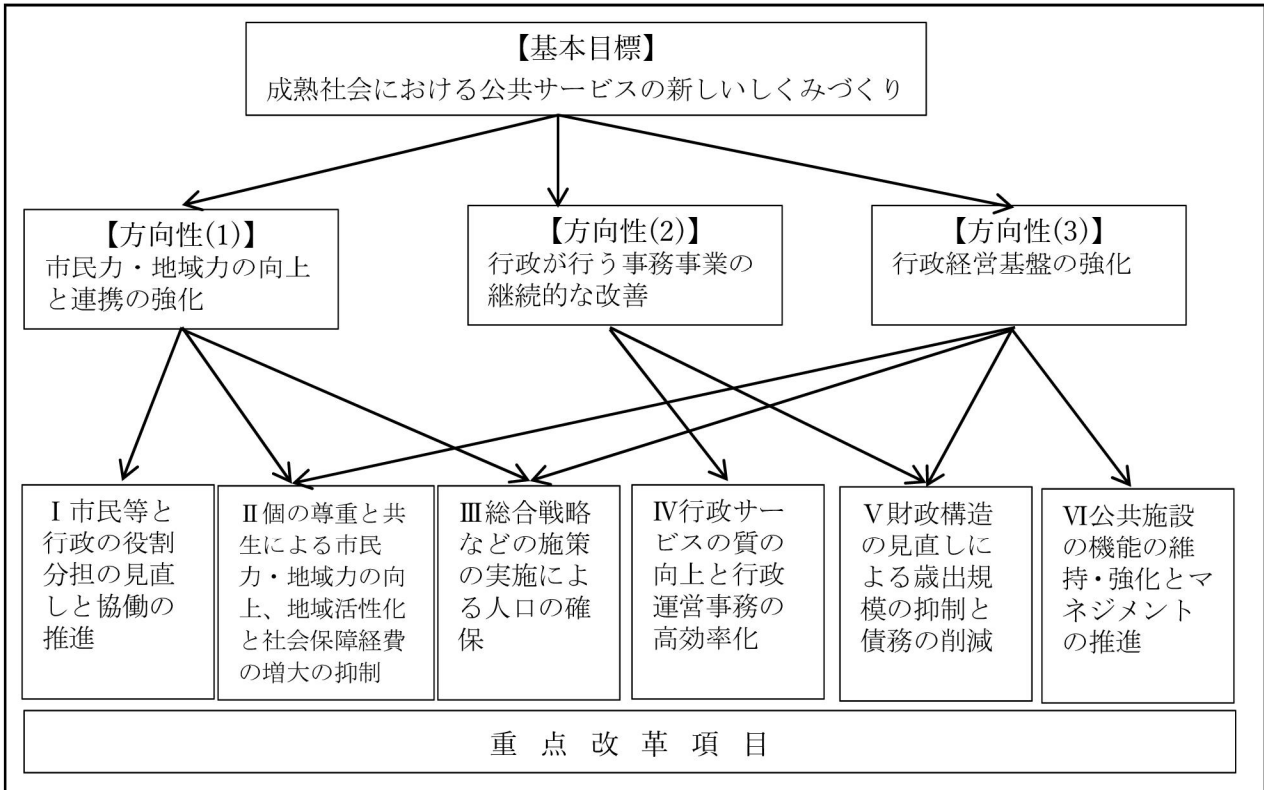 【基本目標】
成熟社会における公共サービスの新しいしくみづくり
【方向性(1)】
市民力・地域力の向上
と連携の強化
【方向性(2)】
行政が行う事務事業の
継続的な改善
【方向性(3)】
行政経営基盤の強化
Ⅰ市民等と
行政の役割
分担の見直
しと協働の
推進
Ⅱ個の尊重と共
生による市民
力・地域力の向
上、地域活性化
と社会保障経費
の増大の抑制
Ⅲ総合戦略
などの施策
の実施によ
る人口の確
保
Ⅳ行政サー
ビスの質の
向上と行政
運営事務の
高効率化
Ⅴ財政構造
の見直しに
よる歳出規
模の抑制と
債務の削減
Ⅵ公共施設
の機能の維
持・強化とマ
ネジメント
の推進
重点改革項目